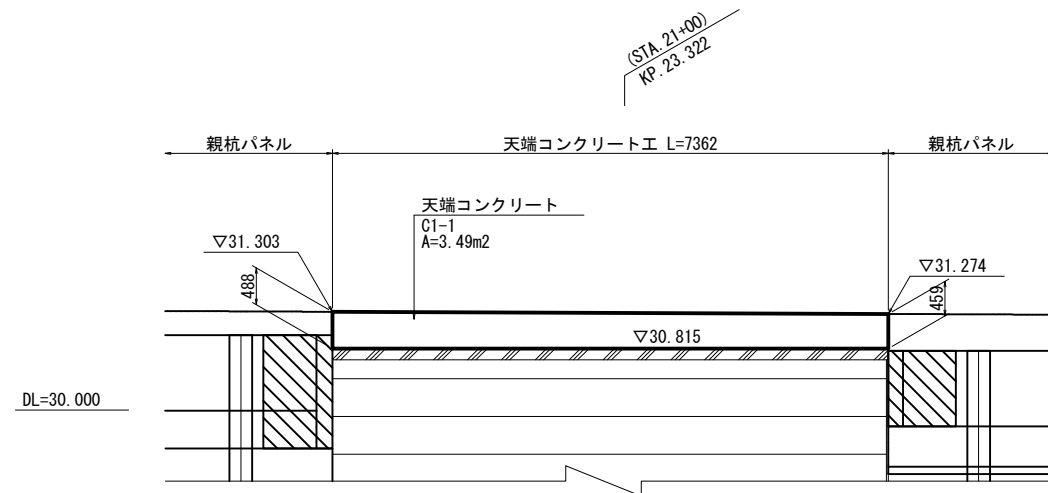 (STA.21+00)
KP.23.322
親杭パネル
天端コンクリート工 L=7362
親杭パネル
天端コンクリート
C1-1
A=3.49m2
▽31.303
▽31.274
488
459
▽30.815
DL=30.000